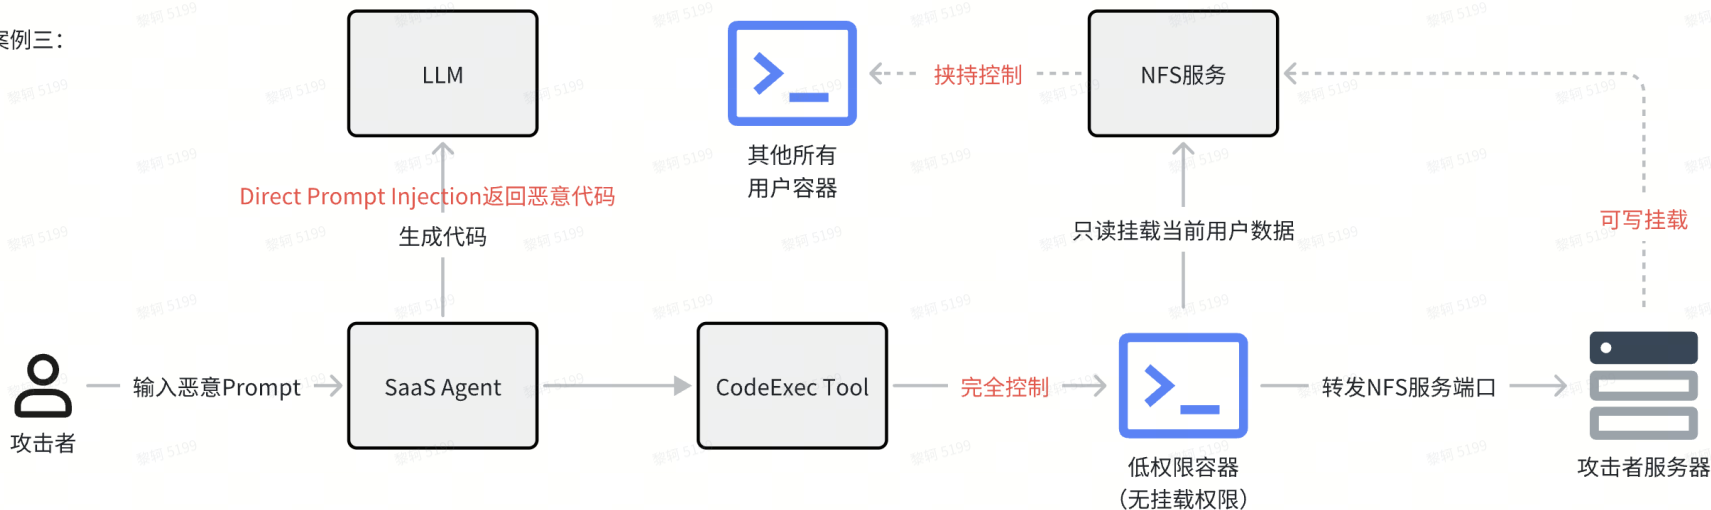 案例三：
LLM
挟持控制
NFS服务
其他所有
用户容器
Direct Prompt Injection返回恶意代码
生成代码
只读挂载当前用户数据
可写挂载
输入恶意Prompt
SaaS Agent
CodeExec Tool
完全控制
转发NFS服务端口
攻击者
低权限容器
（无挂载权限）
攻击者服务器
黎轲 5199